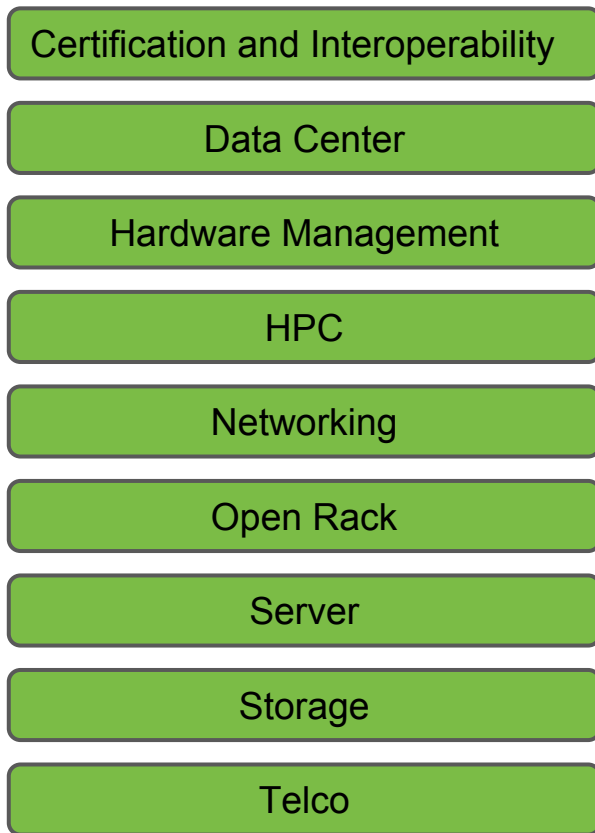 Certification and Interoperability
Data Center
Hardware Management
HPC
Networking
Open Rack
Server
Storage
Telco